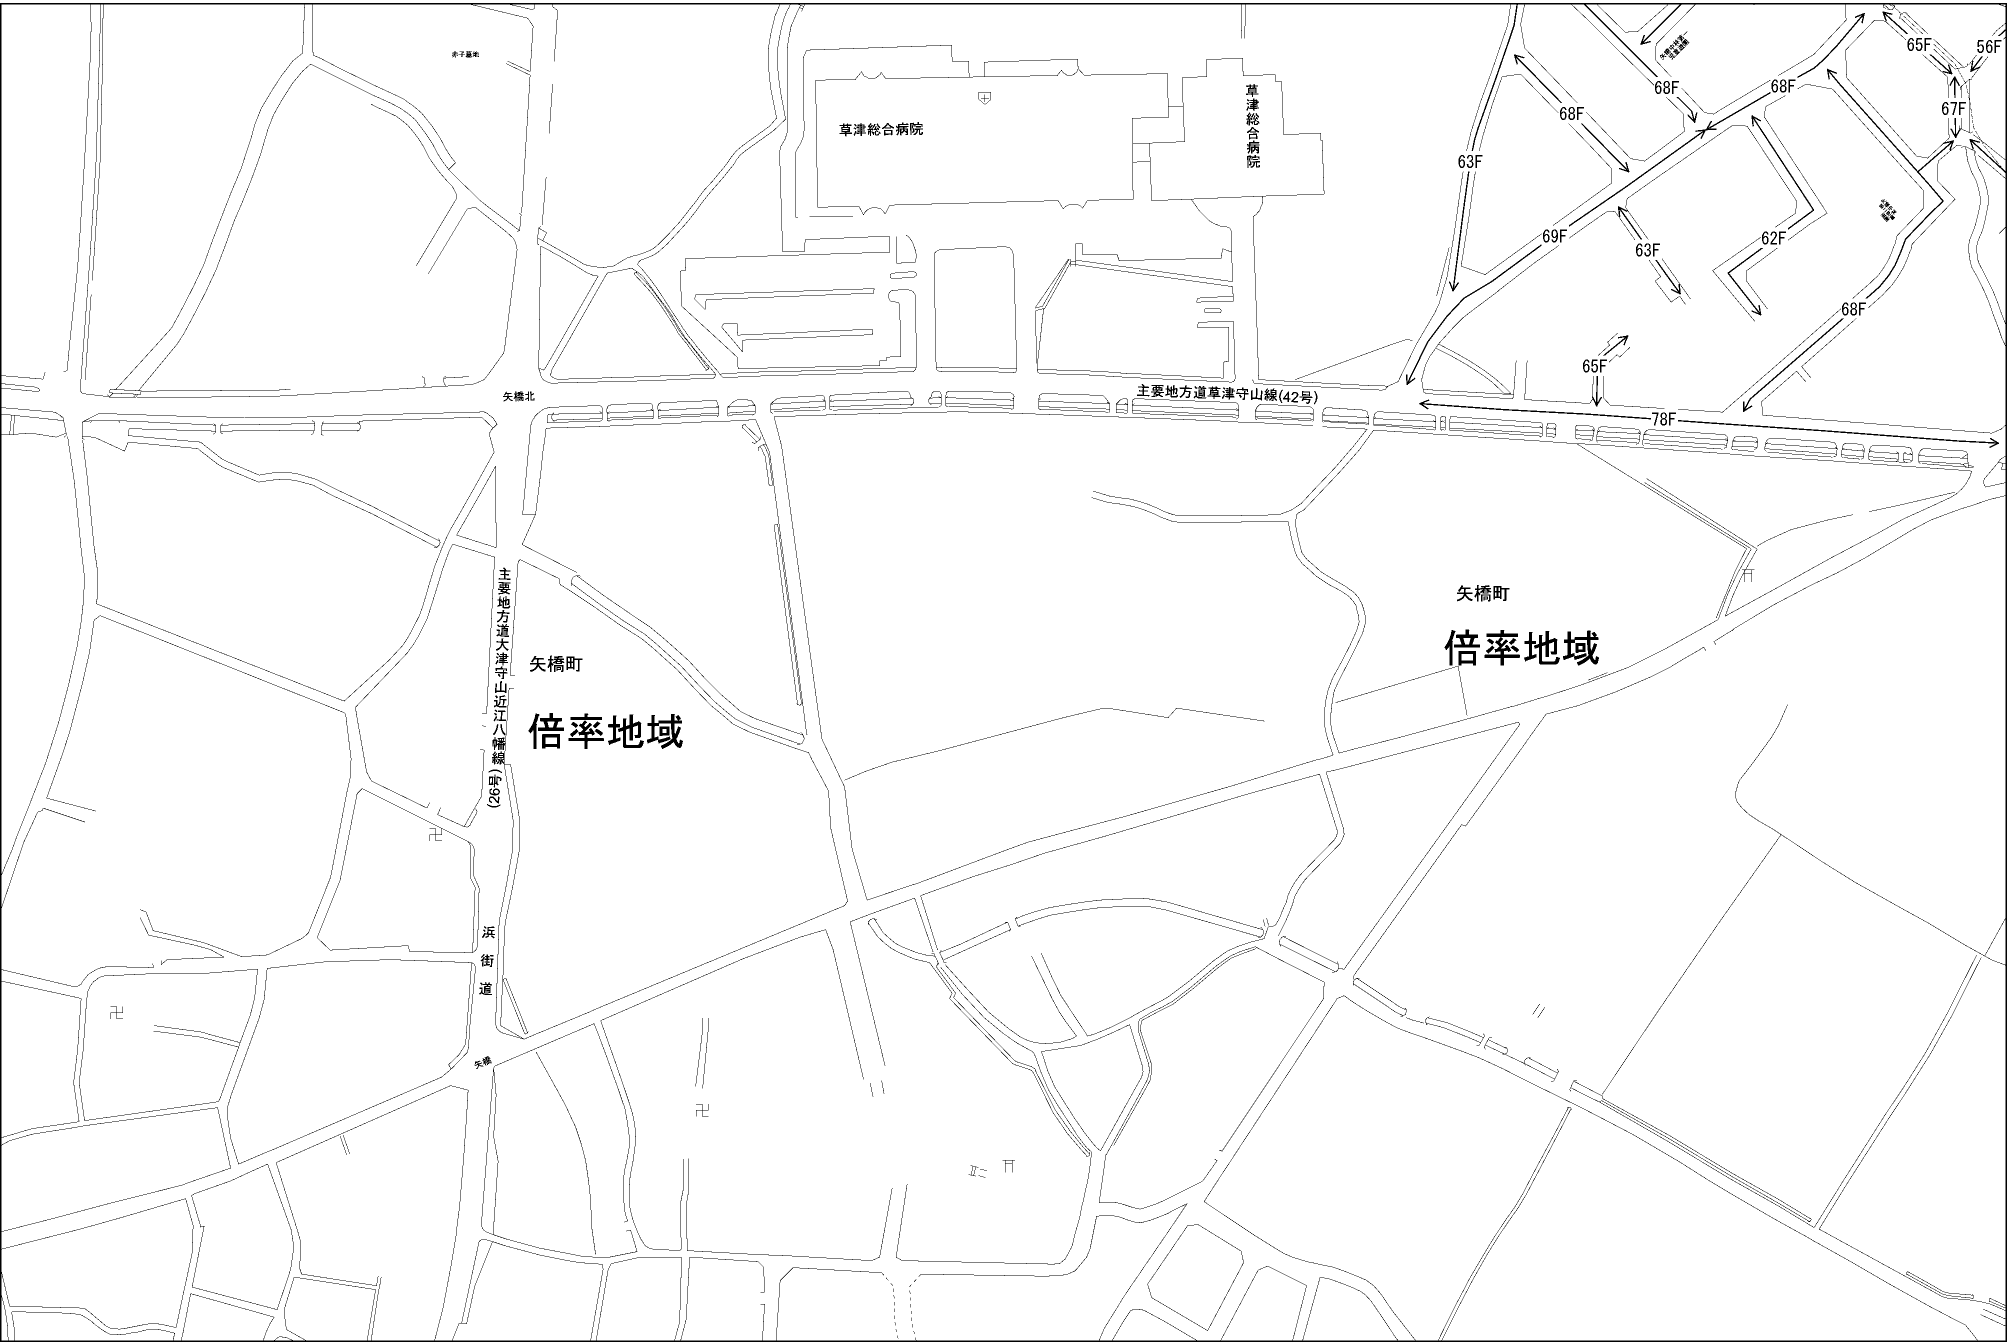 赤子墓地
草津総合病院
草津総合病院
65F
56F
68F
68F
67F
68F
63F
69F
63F
62F
68F
65F
78F
矢橋北
主要地方道草津守山線(42号)
矢橋町
倍率地域
主要地方道大津守山近江八幡線(26号)
矢橋町
倍率地域
浜街道
矢橋